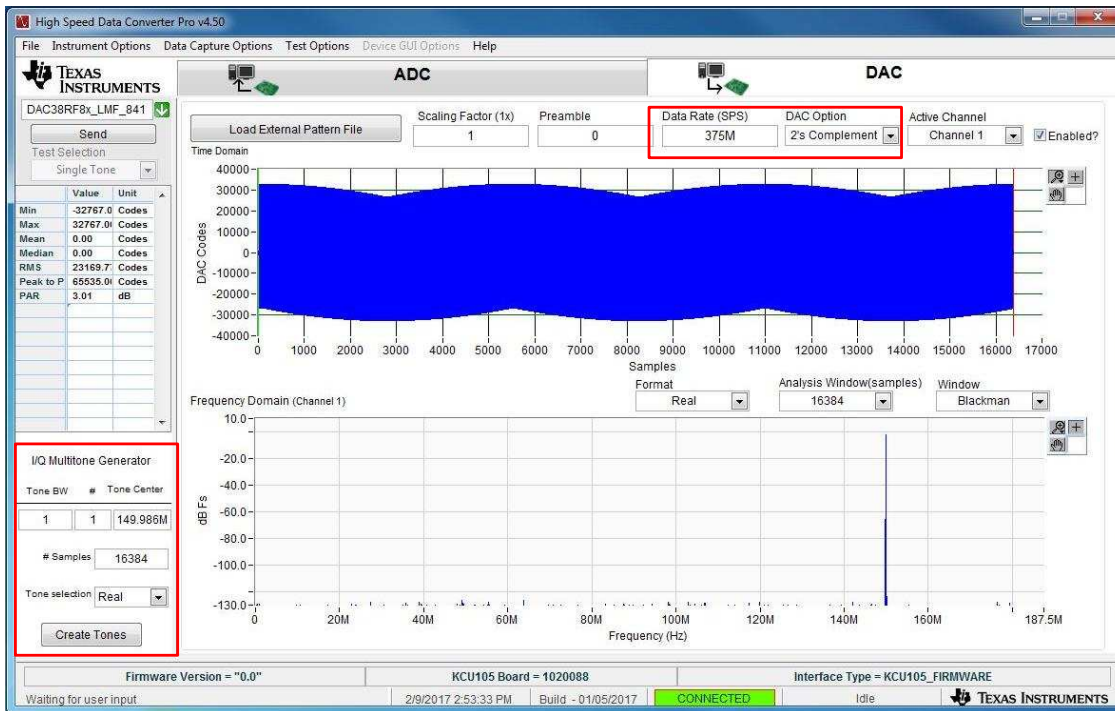 High Speed Data Converter Pro v4.50
File Instrument Options Data Capture Options Test Options Device GUI Options Help
TEXAS INSTRUMENTS
ADC
DAC
DAC38RF8x_LMF_841
Send
Test Selection
Single Tone
Load External Pattern File
Scaling Factor (1x)
1
Preamble
0
Data Rate (SPS)
375M
DAC Option
2's Complement
Active Channel
Channel 1
Enabled?
Value Unit
Min -32767.0 Codes
Max 32767.0 Codes
Mean 0.00 Codes
Median 0.00 Codes
RMS 23169.7 Codes
Peak to P 65535.0 Codes
PAR 3.01 dB
Time Domain
DAC Codes
40000
30000
20000
10000
0
-10000
-20000
-30000
-40000
0 1000 2000 3000 4000 5000 6000 7000 8000 9000 10000 11000 12000 13000 14000 15000 16000 17000
Samples
Format
Real
Analysis Window(samples)
16384
Window
Blackman
Frequency Domain (Channel 1)
dB Fs
10.0
-20.0
-40.0
-60.0
-80.0
-100.0
-130.0
0 20M 40M 60M 80M 100M 120M 140M 160M 187.5M
Frequency (Hz)
I/Q Multitone Generator
Tone BW # Tone Center
1 1 149.986M
# Samples 16384
Tone selection Real
Create Tones
Firmware Version = "0.0" KCU105 Board = 1020088 Interface Type = KCU105_FIRMWARE
Waiting for user input 2/9/2017 2:53:33 PM Build - 01/05/2017 CONNECTED Idle TEXAS INSTRUMENTS